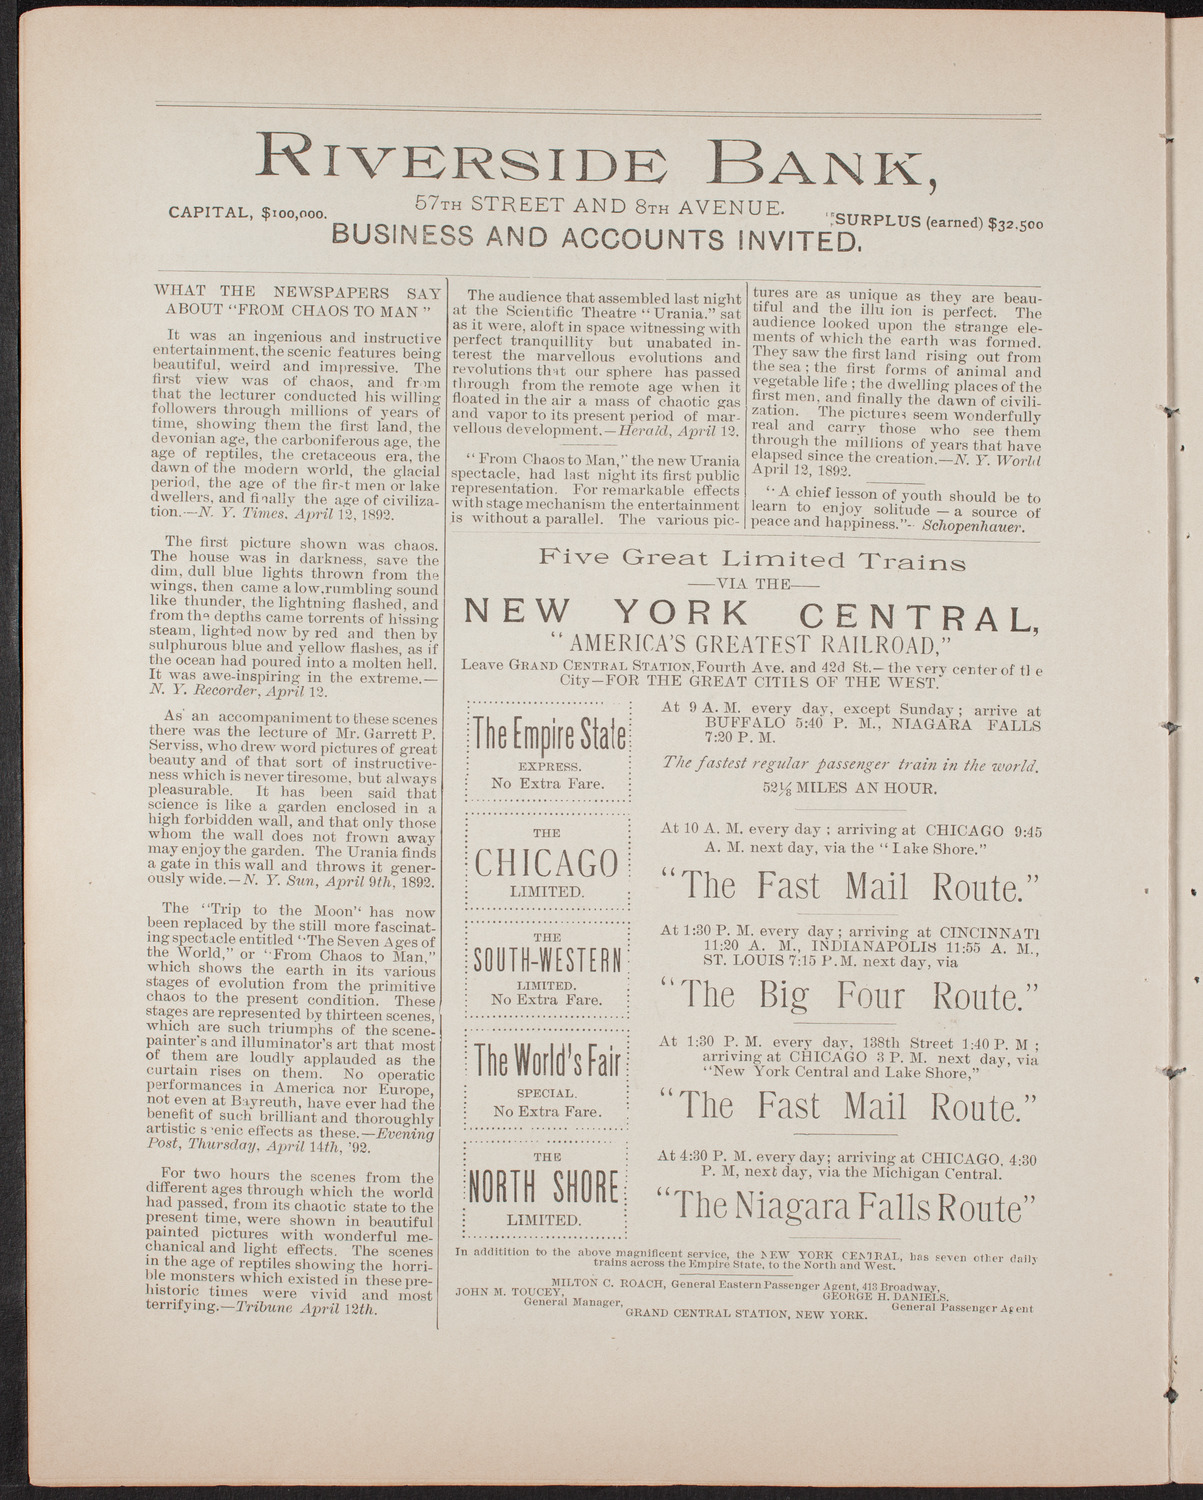 RIVERSIDE BANK,
57TH STREET AND 8TH AVENUE.
CAPITAL, $100,000.
SURPLUS (earned) $32.500
BUSINESS AND ACCOUNTS INVITED.
WHAT THE NEWSPAPERS SAY
ABOUT "FROM CHAOS TO MAN"
It was an ingenious and instructive
entertainment, the scenic features being
beautiful, weird and impressive. The
first view was of chaos, and from
that the lecturer conducted his willing
followers through millions of years of
time, showing them the first land, the
devonian age, the carboniferous age, the
age of reptiles, the cretaceous era, the
dawn of the modern world, the glacial
period, the age of the first men or lake
dwellers, and finally the age of civiliza-
tion.—N. Y. Times, April 12, 1892.
The first picture shown was chaos.
The house was in darkness, save the
dim, dull blue lights thrown from the
wings, then came a low, rumbling sound
like thunder, the lightning flashed, and
from the depths came torrents of hissing
steam, lighted now by red and then by
sulphurous blue and yellow flashes, as if
the ocean had poured into a molten hell.
It was awe-inspiring in the extreme.—
N. Y. Recorder, April 12.
As an accompaniment to these scenes
there was the lecture of Mr. Garrett P.
Serviss, who drew word pictures of great
beauty and of that sort of instructive-
ness which is never tiresome, but always
pleasurable. It has been said that
science is like a garden enclosed in a
high forbidden wall, and that only those
whom the wall does not frown away
may enjoy the garden. The Urania finds
a gate in this wall and throws it gener-
ously wide.—N. Y. Sun, April 9th, 1892.
The "Trip to the Moon" has now
been replaced by the still more fascinat-
ing spectacle entitled "The Seven Ages of
the World," or "From Chaos to Man,"
which shows the earth in its various
stages of evolution from the primitive
chaos to the present condition. These
stages are represented by thirteen scenes,
which are such triumphs of the scene-
painter's and illuminator's art that most
of them are loudly applauded as the
curtain rises on them. No operatic
performances in America nor Europe,
not even at Bayreuth, have ever had the
benefit of such brilliant and thoroughly
artistic s enic effects as these.—Evening
Post, Thursday, April 14th, '92.
For two hours the scenes from the
different ages through which the world
had passed, from its chaotic state to the
present time, were shown in beautiful
painted pictures with wonderful me-
chanical and light effects. The scenes
in the age of reptiles showing the horri-
ble monsters which existed in these pre-
historic times were vivid and most
terrifying.—Tribune April 12th.
The audience that assembled last night
at the Scientific Theatre "Urania." sat
as it were, aloft in space witnessing with
perfect tranquillity but unabated in-
terest the marvellous evolutions and
revolutions that our sphere has passed
through from the remote age when it
floated in the air a mass of chaotic gas
and vapor to its present period of mar-
vellous development.—Herald, April 12.
"From Chaos to Man," the new Urania
spectacle, had last night its first public
representation. For remarkable effects
with stage mechanism the entertainment
is without a parallel. The various pic-
tures are as unique as they are beau-
tiful and the illu ion is perfect. The
audience looked upon the strange ele-
ments of which the earth was formed.
They saw the first land rising out from
the sea; the first forms of animal and
vegetable life; the dwelling places of the
first men, and finally the dawn of civili-
zation. The pictures seem wonderfully
real and carry those who see them
through the millions of years that have
elapsed since the creation.—N. Y. World
April 12, 1892.
"A chief lesson of youth should be to
learn to enjoy solitude — a source of
peace and happiness."—Schopenhauer.
Five Great Limited Trains
—VIA THE—
NEW YORK CENTRAL,
"AMERICA'S GREATEST RAILROAD,"
Leave GRAND CENTRAL STATION, Fourth Ave. and 42d St.—the very center of the
City—FOR THE GREAT CITIES OF THE WEST.
The Empire State
EXPRESS.
No Extra Fare.
At 9 A. M. every day, except Sunday; arrive at
BUFFALO 5:40 P. M., NIAGARA FALLS
7:20 P. M.
The fastest regular passenger train in the world.
52⅙ MILES AN HOUR.
THE
CHICAGO
LIMITED.
At 10 A. M. every day; arriving at CHICAGO 9:45
A. M. next day, via the "Lake Shore."
"The Fast Mail Route."
THE
SOUTH-WESTERN
LIMITED.
No Extra Fare.
At 1:30 P. M. every day; arriving at CINCINNATI
11:20 A. M., INDIANAPOLIS 11:55 A. M.,
ST. LOUIS 7:15 P. M. next day, via
"The Big Four Route."
The World's Fair
SPECIAL.
No Extra Fare.
At 1:30 P. M. every day, 138th Street 1:40 P. M;
arriving at CHICAGO 3 P. M. next day, via
"New York Central and Lake Shore,"
"The Fast Mail Route."
THE
NORTH SHORE
LIMITED.
At 4:30 P. M. every day; arriving at CHICAGO, 4:30
P. M, next day, via the Michigan Central.
"The Niagara Falls Route"
In addittion to the above magnificent service, the NEW YORK CENTRAL, has seven other daily
trains across the Empire State, to the North and West.
MILTON C. ROACH, General Eastern Passenger Agent, 413 Broadway,
JOHN M. TOUCEY,
General Manager,
GEORGE H. DANIELS,
General Passenger Agent
GRAND CENTRAL STATION, NEW YORK.